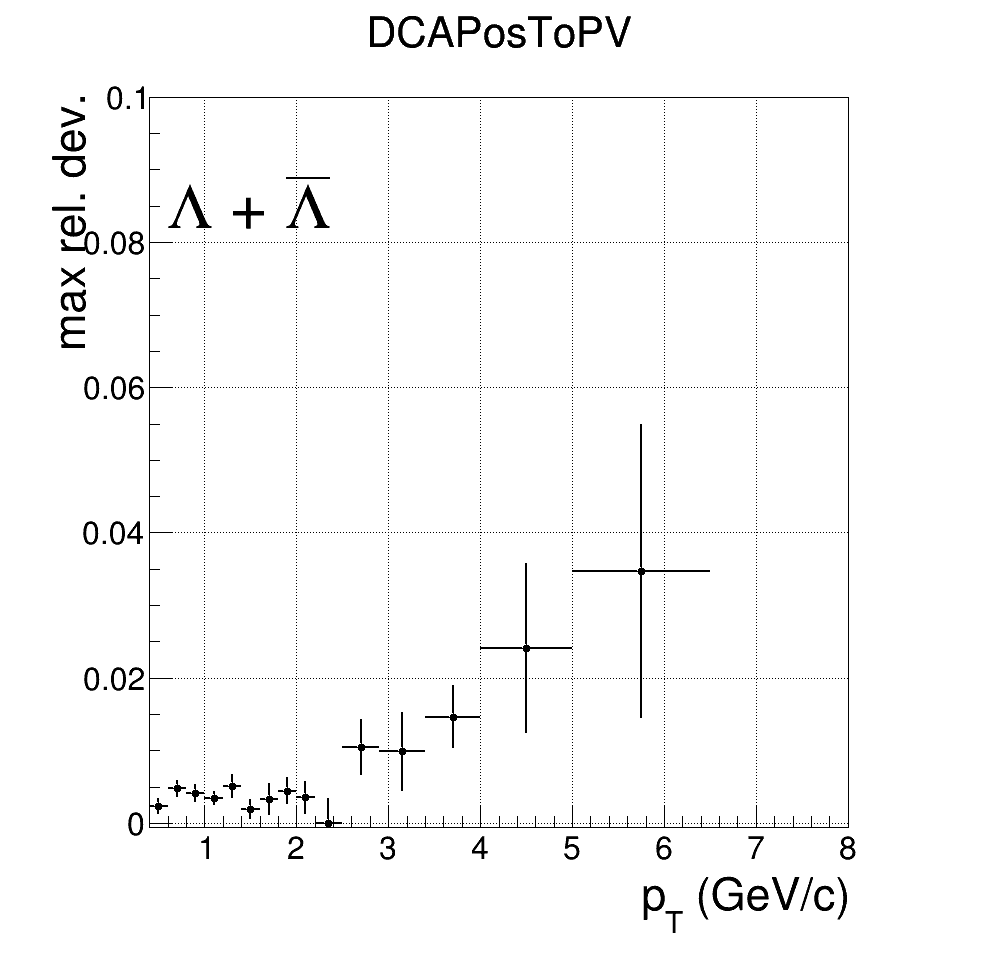 DCAPosToPV
max rel. dev.
0.1
Λ + Λ̅
0.08
0.06
0.04
0.02
0
1 2 3 4 5 6 7 8
p_T (GeV/c)